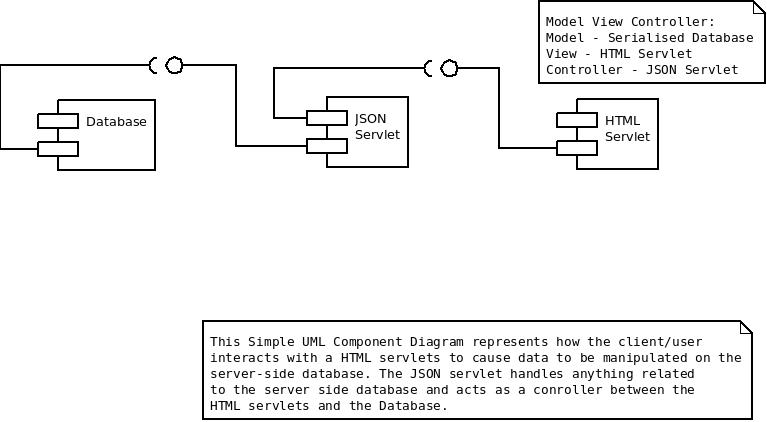 Model View Controller:
Model - Serialised Database
View - HTML Servlet
Controller - JSON Servlet
Database
JSON
Servlet
HTML
Servlet
This Simple UML Component Diagram represents how the client/user
interacts with a HTML servlets to cause data to be manipulated on the
server-side database. The JSON servlet handles anything related
to the server side database and acts as a conroller between the
HTML servlets and the Database.